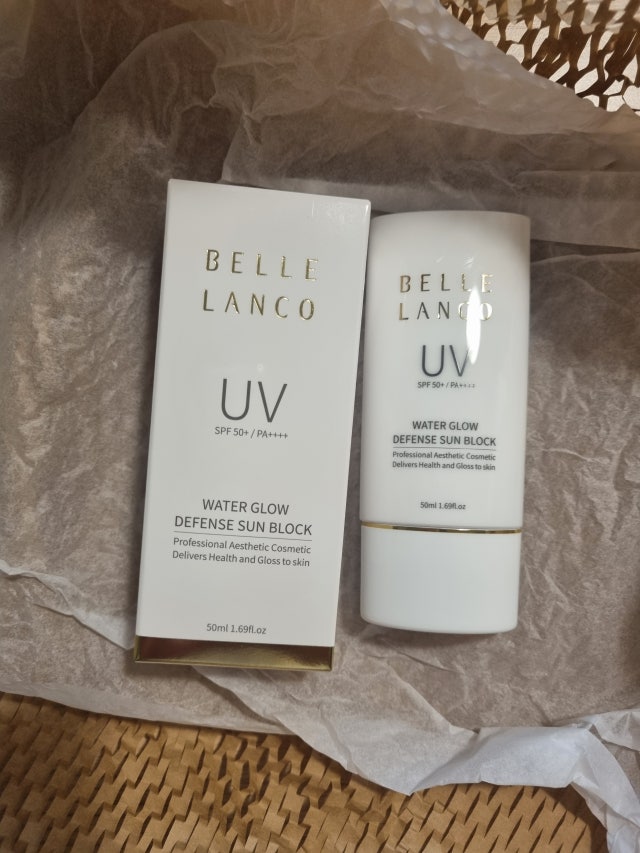 BELLE
LANCO
UV
SPF 50+ / PA++++
WATER GLOW
DEFENSE SUN BLOCK
Professional Aesthetic Cosmetic
Delivers Health and Gloss to skin
50ml 1.69fl.oz
BELLE
LANCO
UV
SPF 50+ / PA++++
WATER GLOW
DEFENSE SUN BLOCK
Professional Aesthetic Cosmetic
Delivers Health and Gloss to skin
50ml 1.69fl.oz